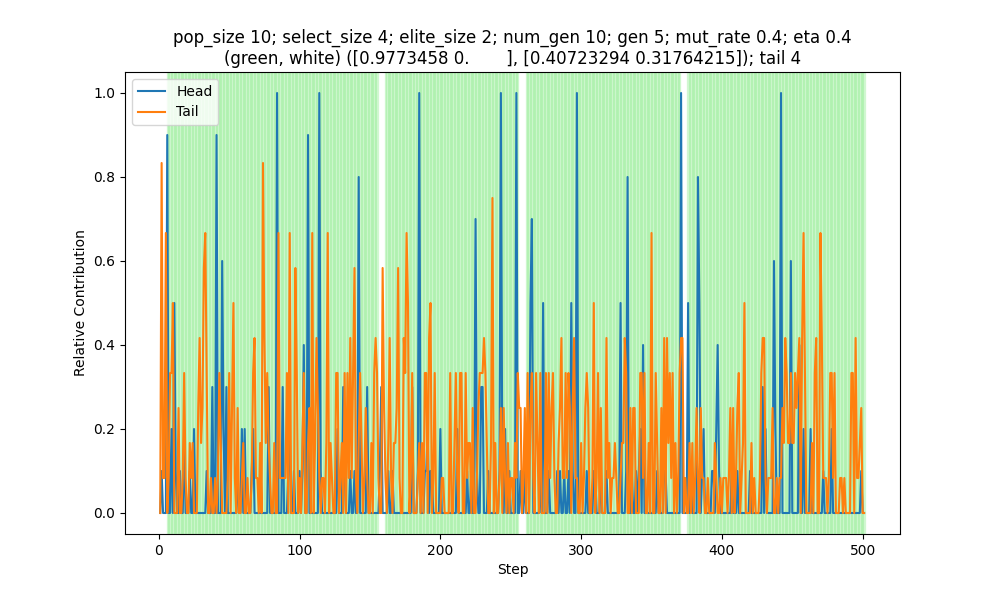 pop_size 10; select_size 4; elite_size 2; num_gen 10; gen 5; mut_rate 0.4; eta 0.4
(green, white) ([0.9773458 0.        ], [0.40723294 0.31764215]); tail 4
Head
Tail
1.0
0.8
0.6
0.4
0.2
0.0
Relative Contribution
0
100
200
300
400
500
Step